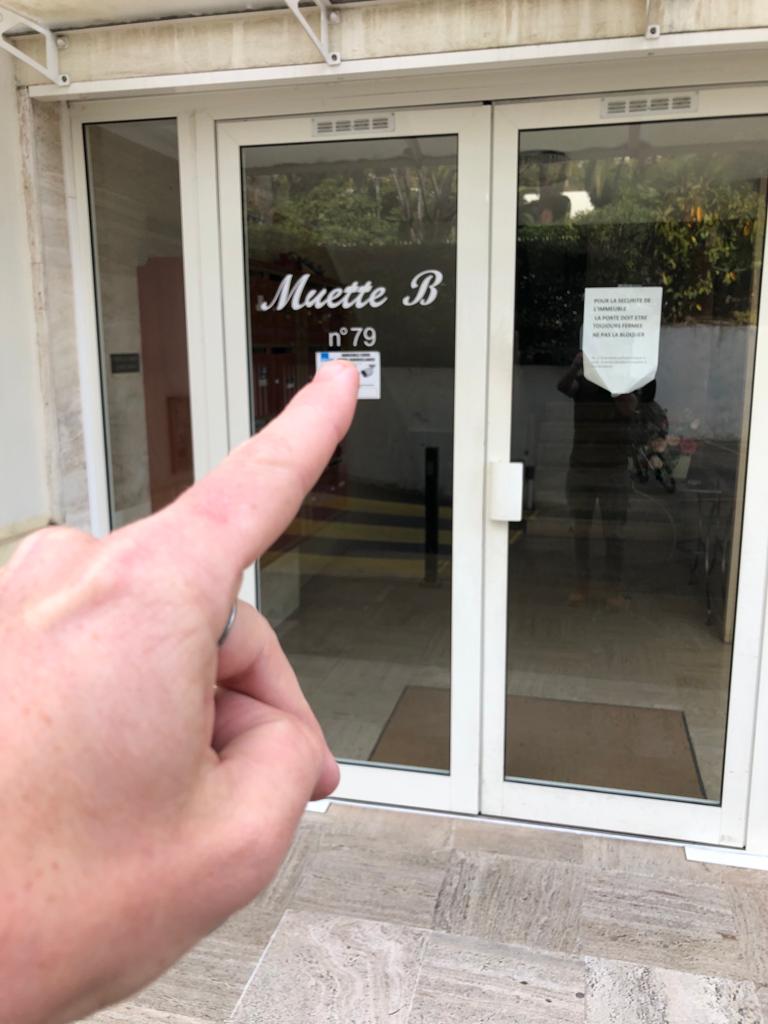 Muette B
n°79
POUR LA SECURITE DE
L'IMMEUBLE
LA PORTE DOIT ETRE
TOUJOURS FERMEE
NE PAS LA BLOQUER